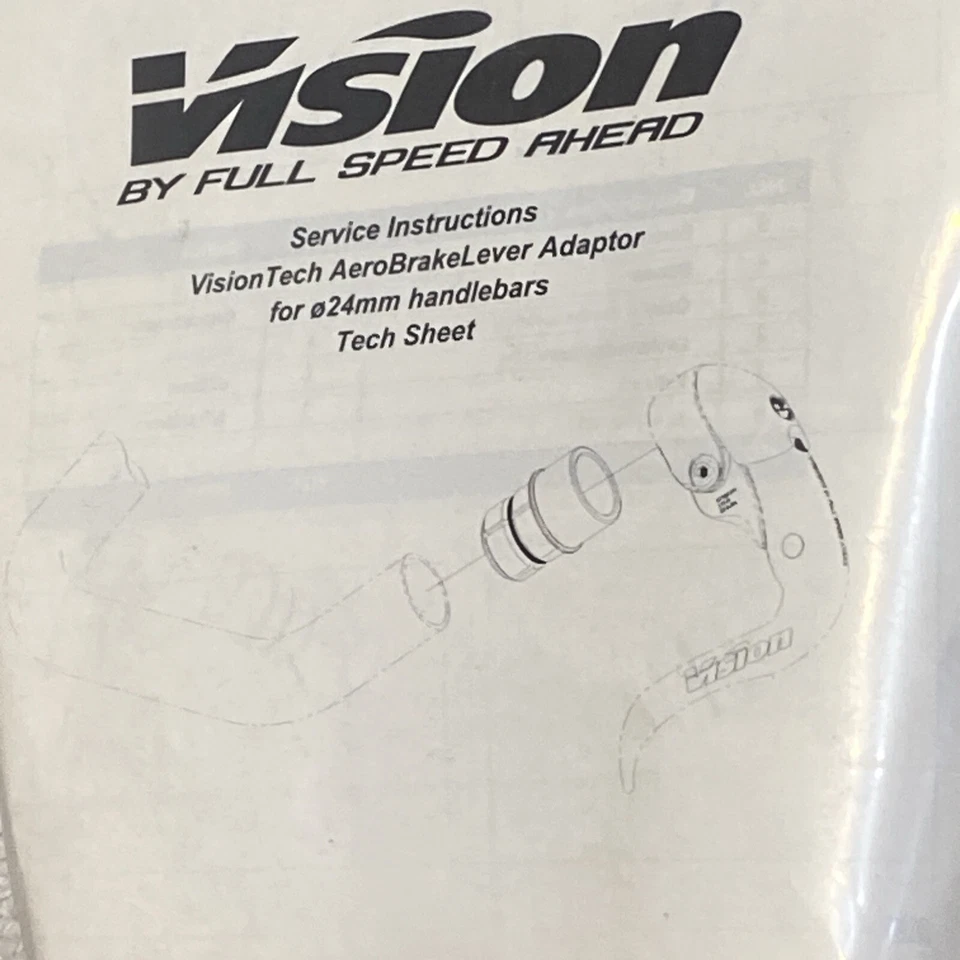 Vision
BY FULL SPEED AHEAD
Service Instructions
VisionTech AeroBrakeLever Adaptor
for ø24mm handlebars
Tech Sheet
Vision